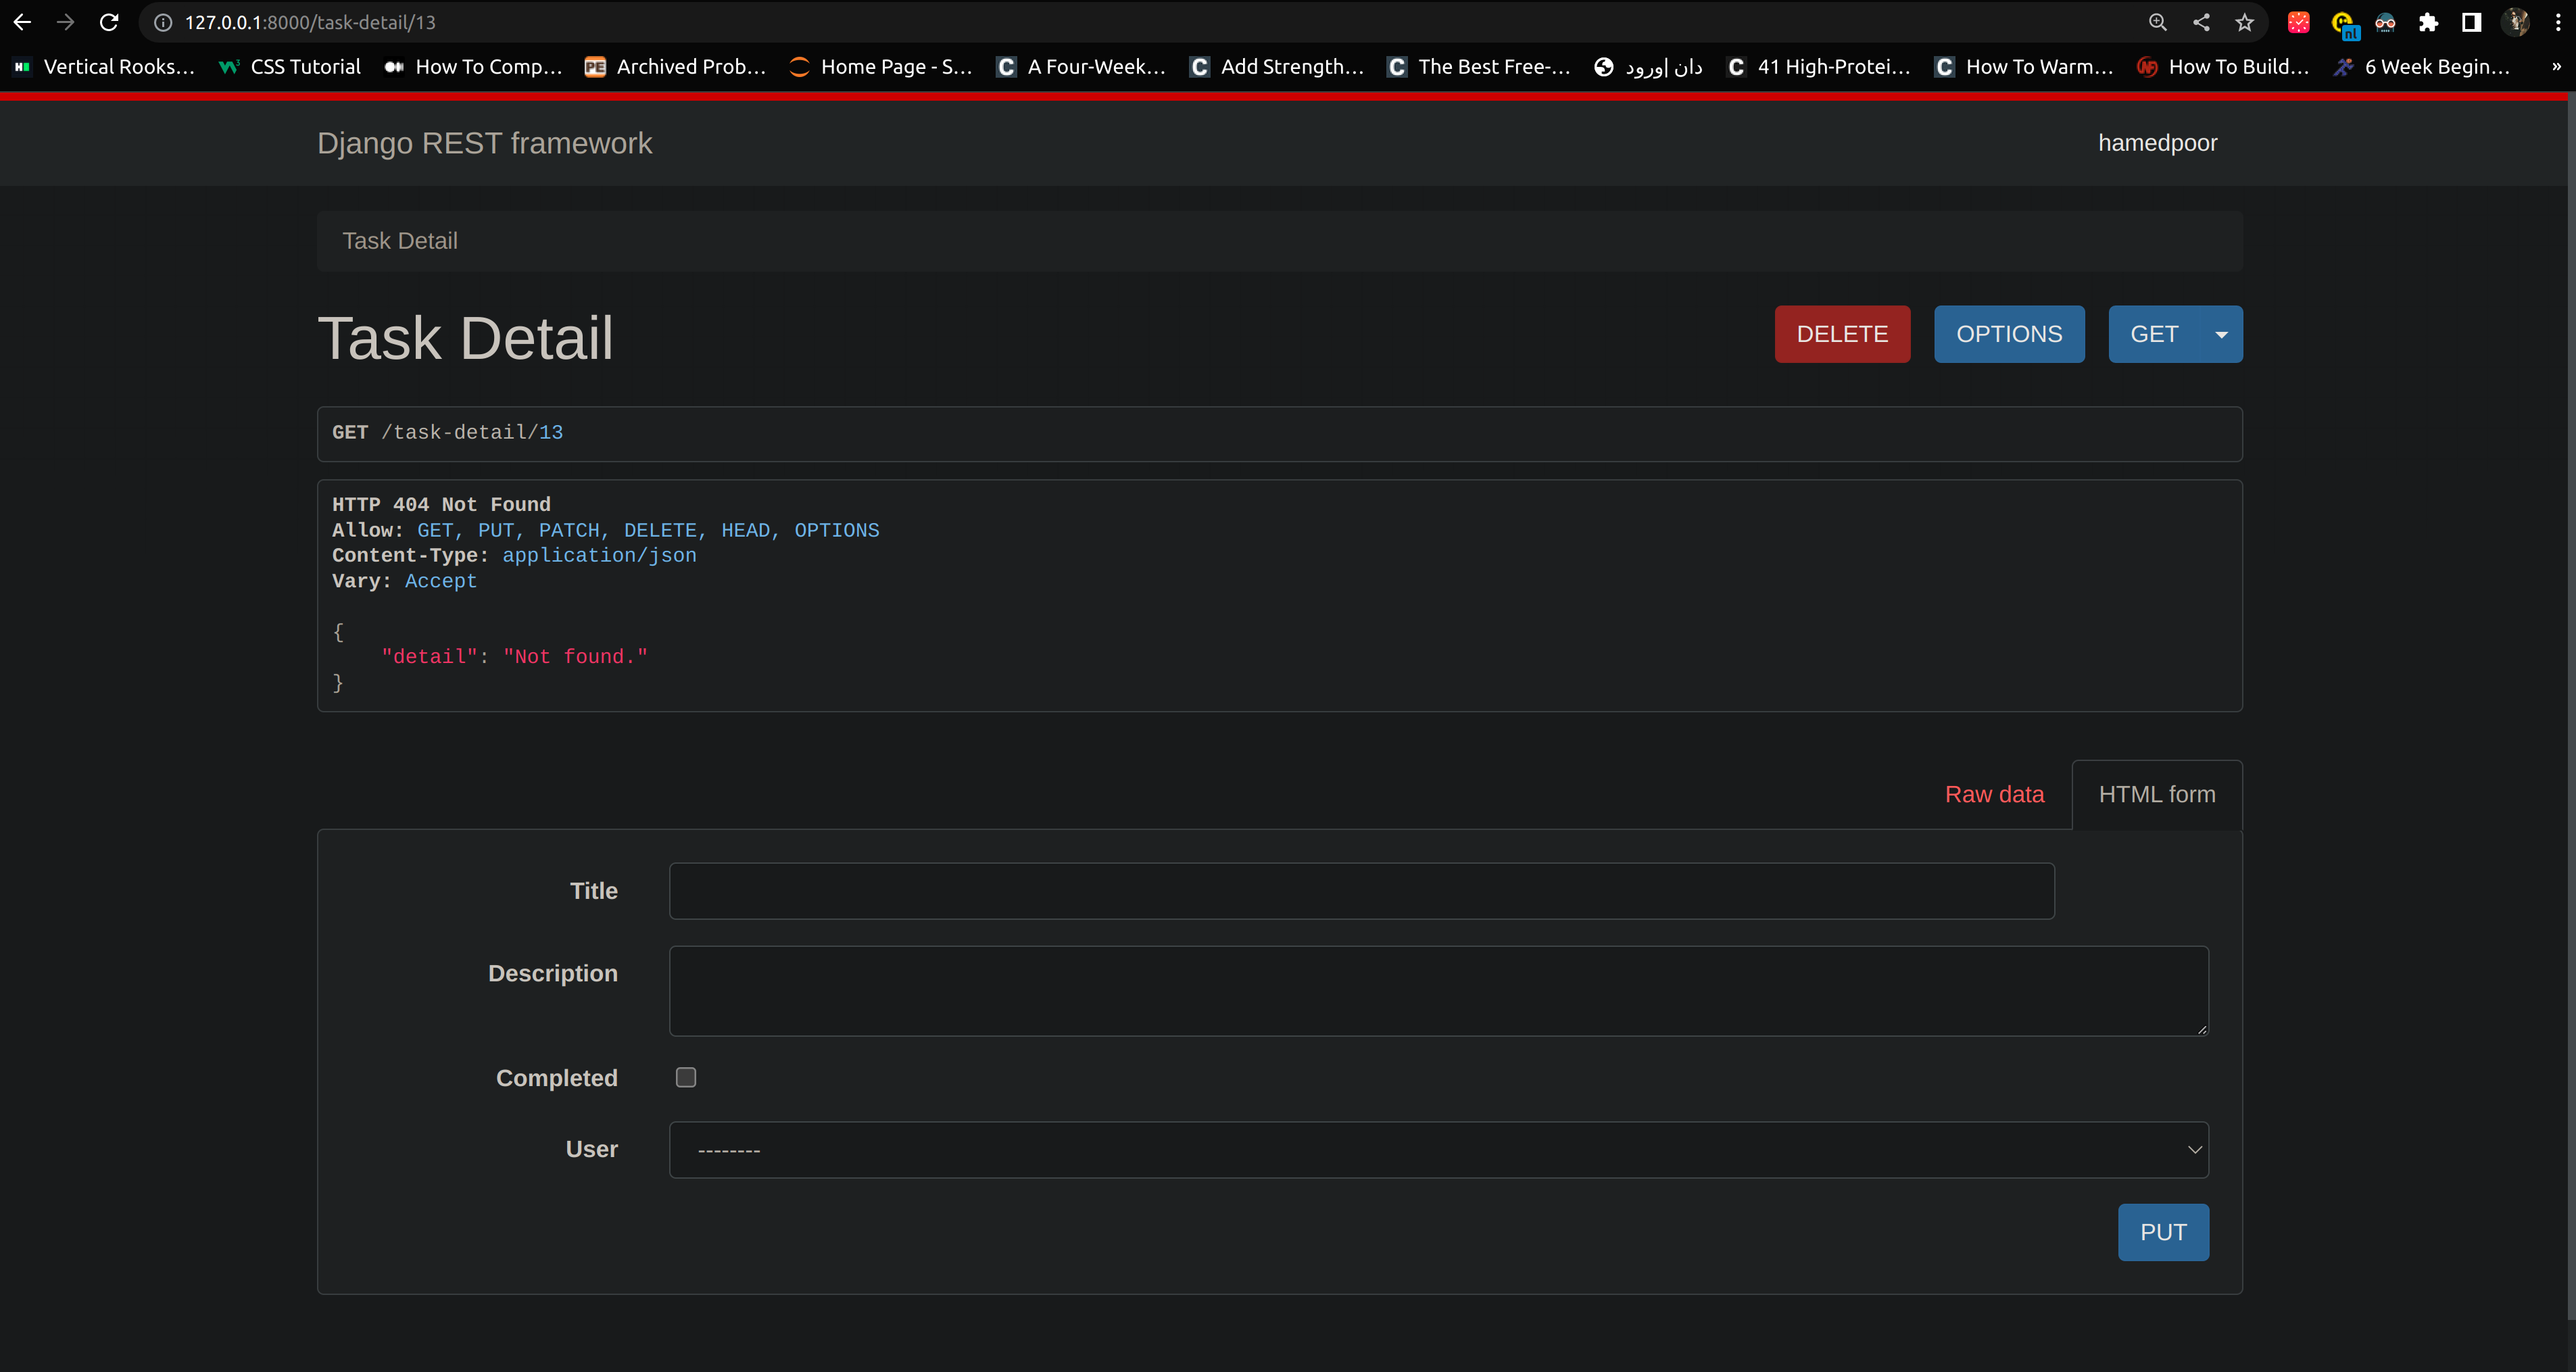 127.0.0.1:8000/task-detail/13
nl
Vertical Rooks... CSS Tutorial How To Comp... PE Archived Prob... Home Page - S... C A Four-Week... C Add Strength... C The Best Free-... دان |ورود C 41 High-Protei... C How To Warm... How To Build... 6 Week Begin... »
Django REST framework hamedpoor
Task Detail
Task Detail DELETE OPTIONS GET
GET /task-detail/13
HTTP 404 Not Found
Allow: GET, PUT, PATCH, DELETE, HEAD, OPTIONS
Content-Type: application/json
Vary: Accept
{
"detail": "Not found."
}
Raw data HTML form
Title
Description
Completed
User --------
PUT